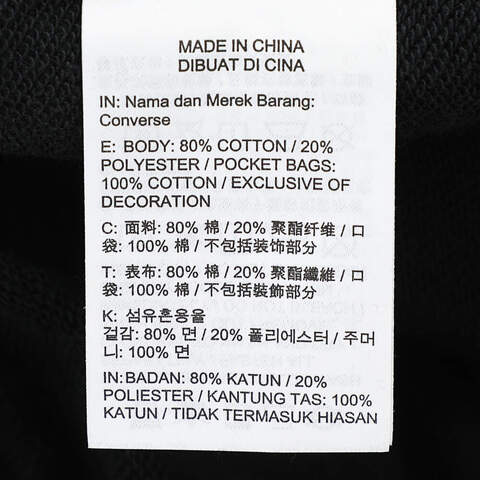 MADE IN CHINA
DIBUAT DI CINA
IN: Nama dan Merek Barang:
Converse
E: BODY: 80% COTTON / 20%
POLYESTER / POCKET BAGS:
100% COTTON / EXCLUSIVE OF
DECORATION
C: 面料: 80% 棉 / 20% 聚酯纤维 / 口
袋: 100% 棉 / 不包括装饰部分
T: 表布: 80% 棉 / 20% 聚酯纖維 / 口
袋: 100% 棉 / 不包括裝飾部分
K: 섬유혼용율
겉감: 80% 면 / 20% 폴리에스터 / 주머
니: 100% 면
IN:BADAN: 80% KATUN / 20%
POLIESTER / KANTUNG TAS: 100%
KATUN / TIDAK TERMASUK HIASAN